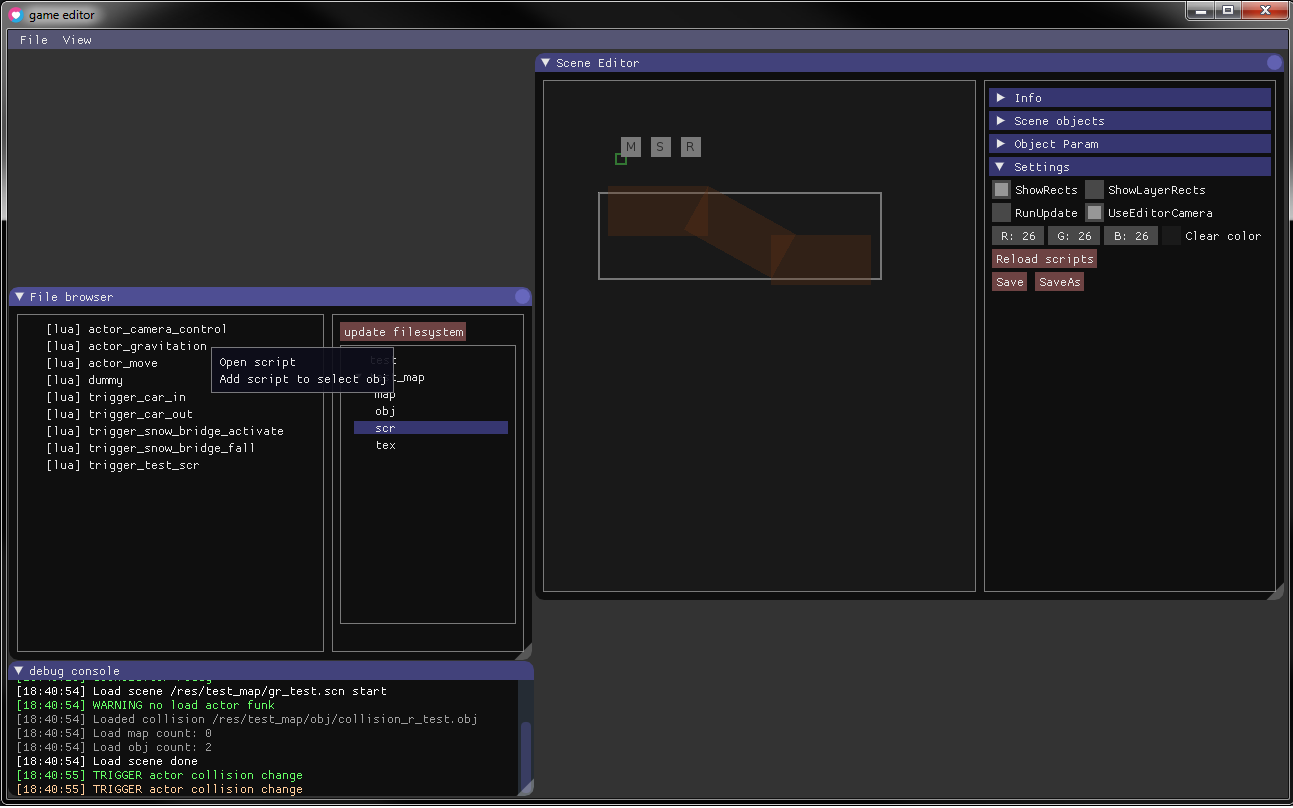 game editor
File View
Scene Editor
M S R
Info
Scene objects
Object Param
Settings
ShowRects ShowLayerRects
RunUpdate UseEditorCamera
R: 26 G: 26 B: 26 Clear color
Reload scripts
Save SaveAs
File browser
[lua] actor_camera_control
[lua] actor_gravitation
[lua] actor_move
[lua] dummy
[lua] trigger_car_in
[lua] trigger_car_out
[lua] trigger_snow_bridge_activate
[lua] trigger_snow_bridge_fall
[lua] trigger_test_scr
Open script
Add script to select obj
update filesystem
test
_map
map
obj
scr
tex
debug console
[18:40:54] Load scene /res/test_map/gr_test.scn start
[18:40:54] WARNING no load actor funk
[18:40:54] Loaded collision /res/test_map/obj/collision_r_test.obj
[18:40:54] Load map count: 0
[18:40:54] Load obj count: 2
[18:40:54] Load scene done
[18:40:55] TRIGGER actor collision change
[18:40:55] TRIGGER actor collision change